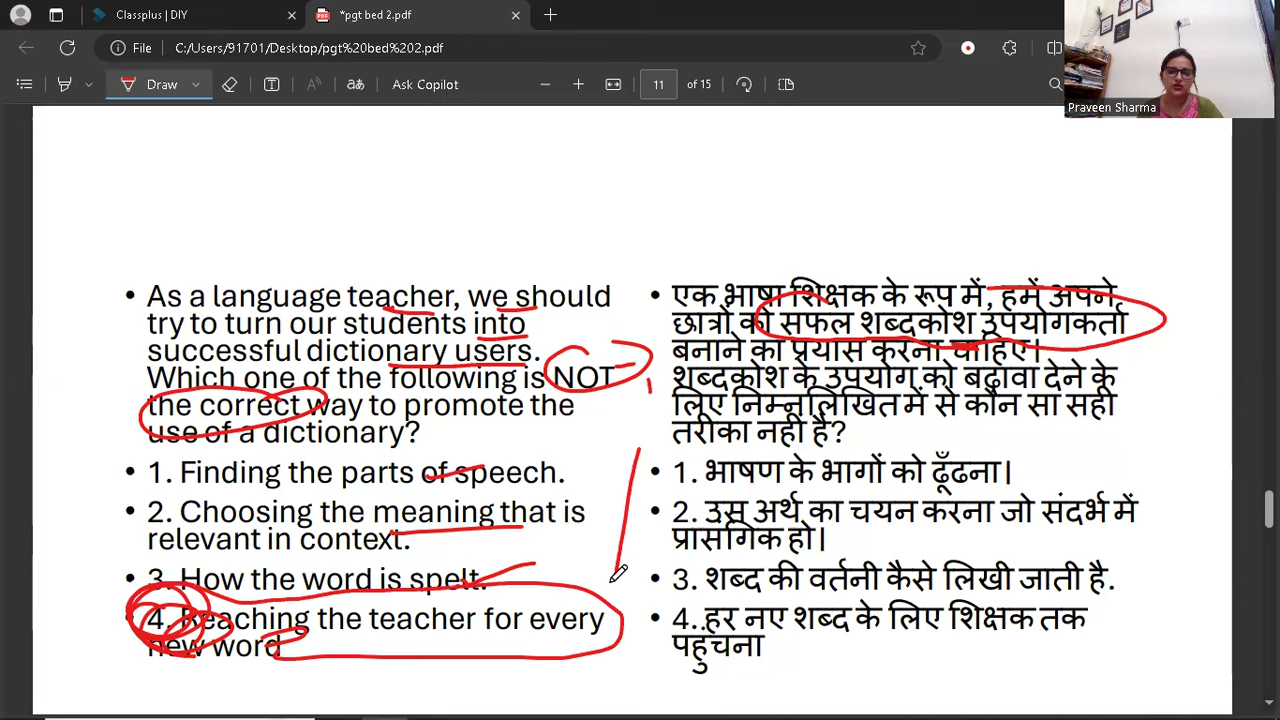 Classplus | DIY
*pgt bed 2.pdf
File
C:/Users/91701/Desktop/pgt%20bed%202.pdf
Draw
Ask Copilot
11
of 15
Praveen Sharma
• As a language teacher, we should
try to turn our students into
successful dictionary users.
Which one of the following is NOT
the correct way to promote the
use of a dictionary?
• 1. Finding the parts of speech.
• 2. Choosing the meaning that is
relevant in context.
• 3. How the word is spelt.
• 4. Reaching the teacher for every
new word
• एक भाषा शिक्षक के रूप में, हमें अपने
छात्रों को सफल शब्दकोश उपयोगकर्ता
बनाने का प्रयास करना चाहिए।
शब्दकोश के उपयोग को बढ़ावा देने के
लिए निम्नलिखित में से कौन सा सही
तरीका नहीं है?
• 1. भाषण के भागों को ढूँढना।
• 2. उस अर्थ का चयन करना जो संदर्भ में
प्रासंगिक हो।
• 3. शब्द की वर्तनी कैसे लिखी जाती है.
• 4..हर नए शब्द के लिए शिक्षक तक
पहुंचना